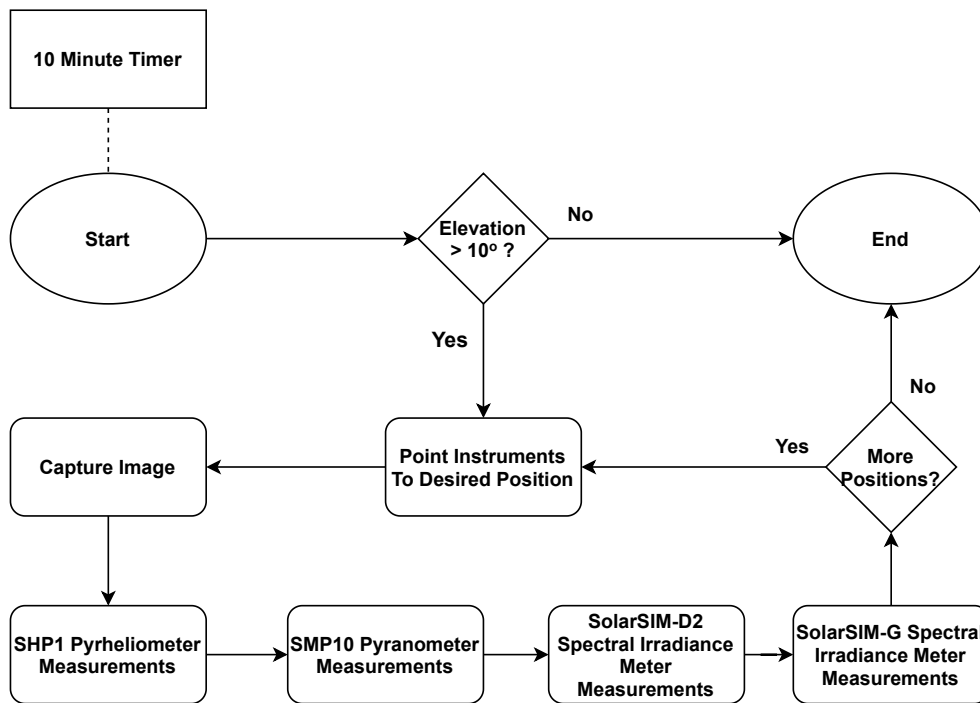 10 Minute Timer
Start
Elevation
> 10º ?
No
End
Yes
No
Capture Image
Point Instruments
To Desired Position
Yes
More
Positions?
SHP1 Pyrheliometer
Measurements
SMP10 Pyranometer
Measurements
SolarSIM-D2
Spectral Irradiance
Meter
Measurements
SolarSIM-G Spectral
Irradiance Meter
Measurements